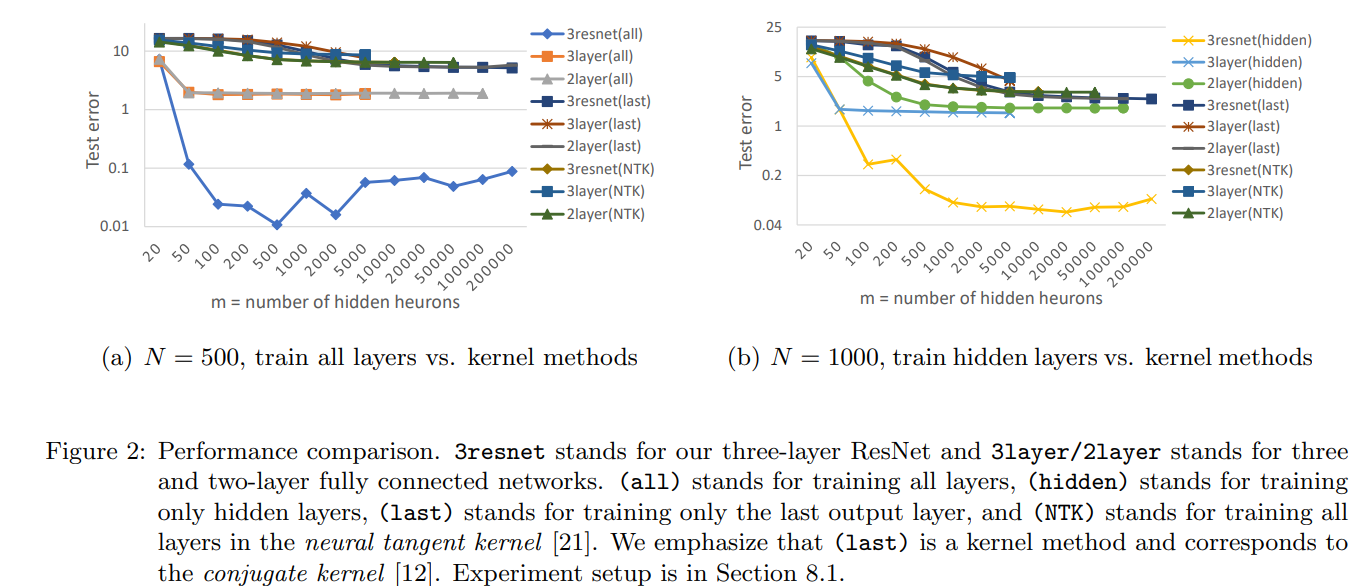 10
1
0.1
0.01
Test error
20
50
100
200
500
1000
2000
5000
10000
20000
50000
100000
200000
m = number of hidden heurons
3resnet(all)
3layer(all)
2layer(all)
3resnet(last)
3layer(last)
2layer(last)
3resnet(NTK)
3layer(NTK)
2layer(NTK)
(a) N = 500, train all layers vs. kernel methods
25
5
1
0.2
0.04
Test error
20
50
100
200
500
1000
2000
5000
10000
20000
50000
100000
200000
m = number of hidden heurons
3resnet(hidden)
3layer(hidden)
2layer(hidden)
3resnet(last)
3layer(last)
2layer(last)
3resnet(NTK)
3layer(NTK)
2layer(NTK)
(b) N = 1000, train hidden layers vs. kernel methods
Figure 2: Performance comparison. 3resnet stands for our three-layer ResNet and 3layer/2layer stands for three
and two-layer fully connected networks. (all) stands for training all layers, (hidden) stands for training
only hidden layers, (last) stands for training only the last output layer, and (NTK) stands for training all
layers in the neural tangent kernel [21]. We emphasize that (last) is a kernel method and corresponds to
the conjugate kernel [12]. Experiment setup is in Section 8.1.